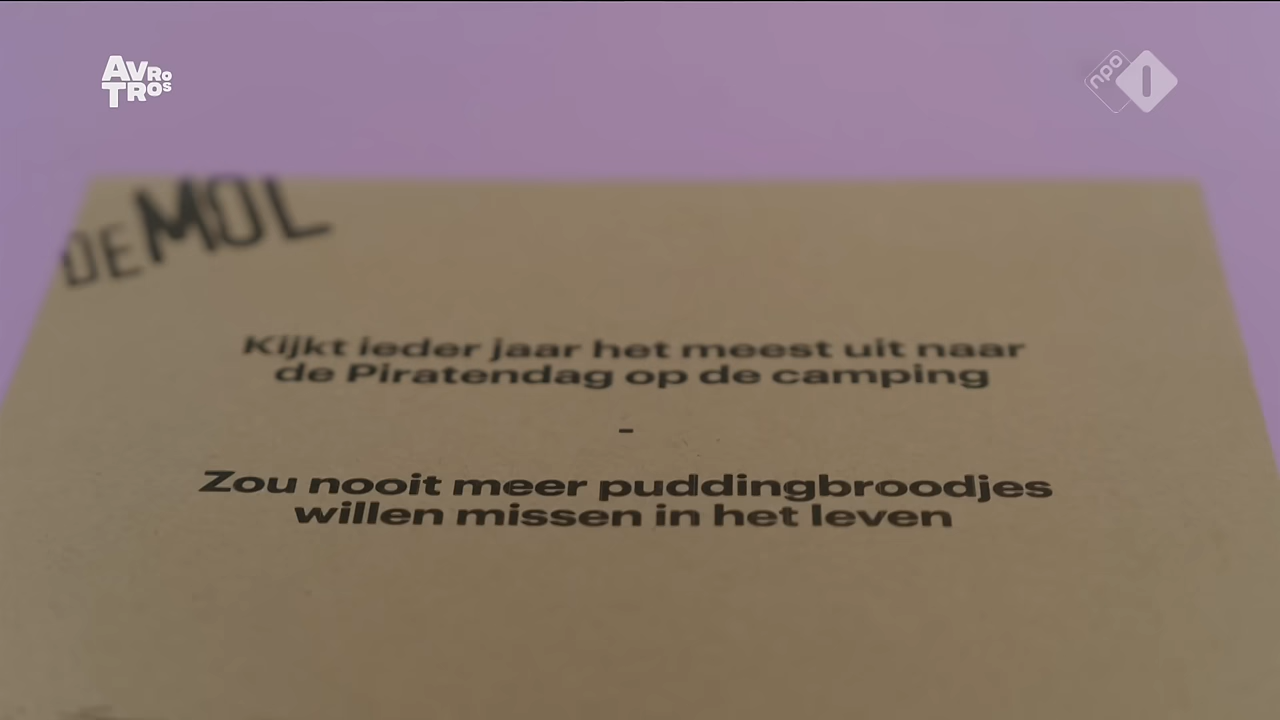 AVRO
TROS
npo 1
DE MOL
Kijkt ieder jaar het meest uit naar
de Piratendag op de camping
-
Zou nooit meer puddingbroodjes
willen missen in het leven